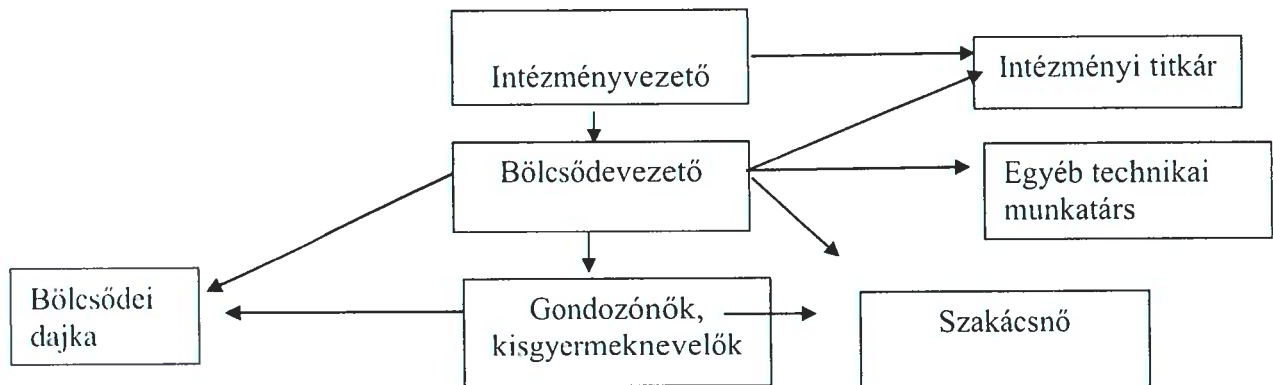 Intézményvezető
Intézményi titkár
Bölcsődevezető
Egyéb technikai
munkatárs
Bölcsődei
dajka
Gondozónők,
kisgyermeknevelők
Szakácsnő